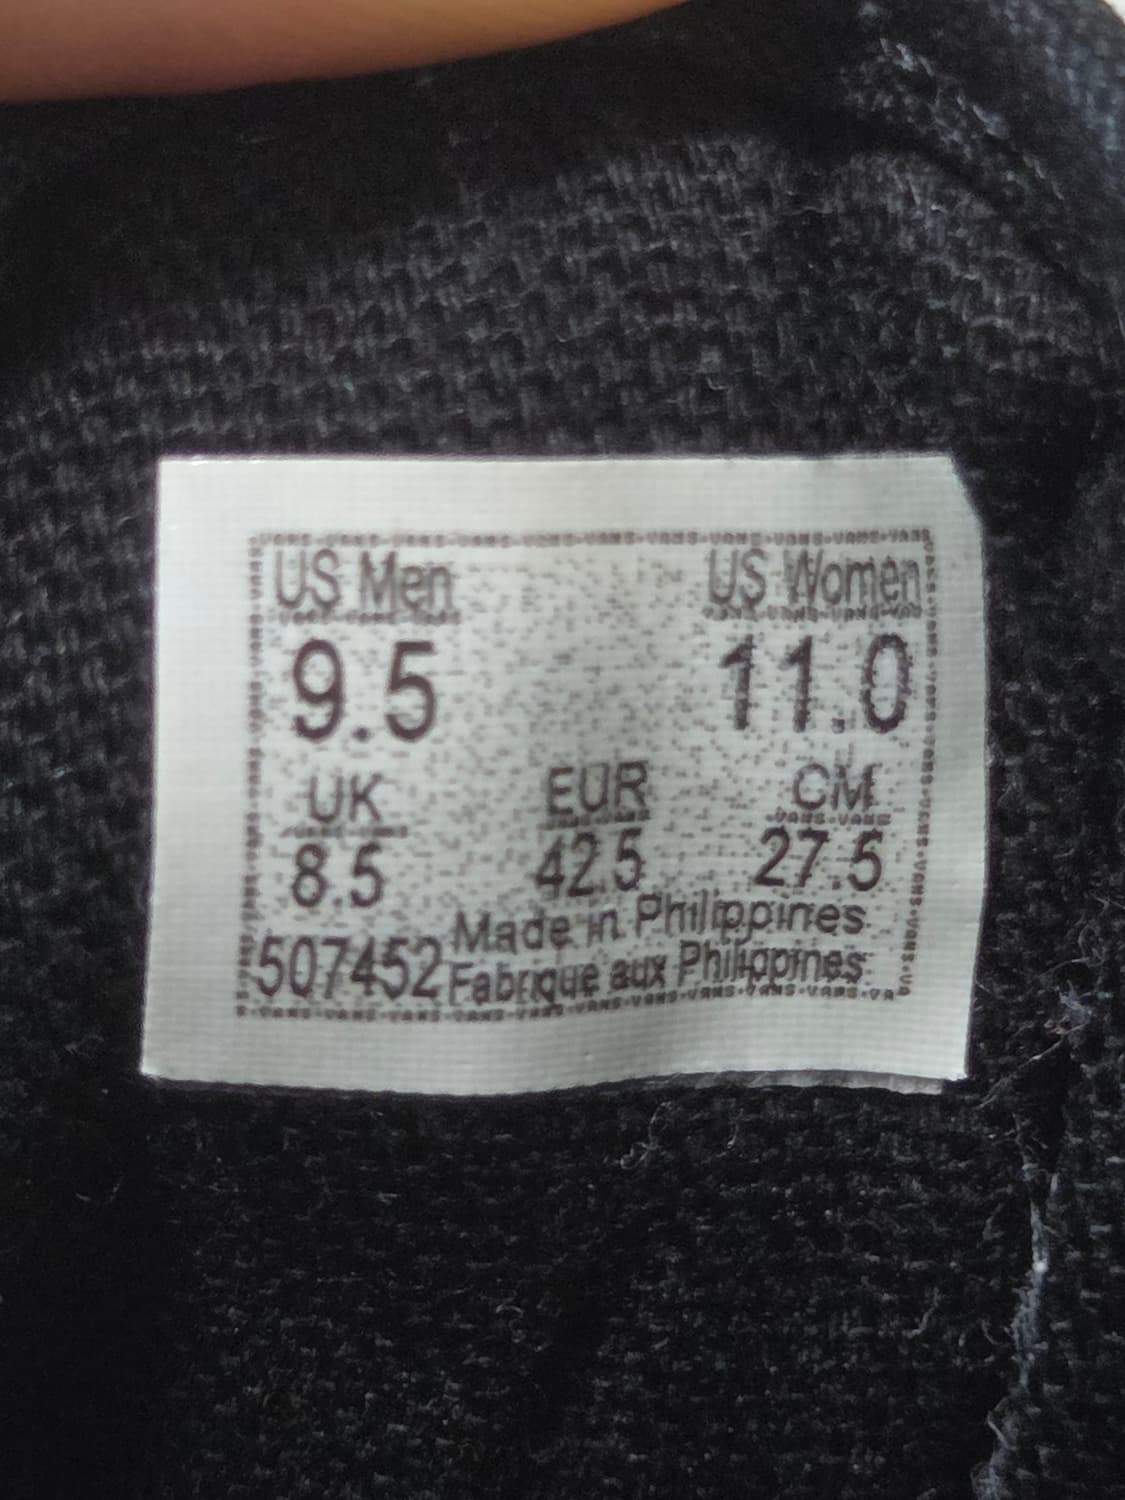 US Men US Women
9.5 11.0
UK EUR CM
8.5 42.5 27.5
Made in Philippines
507452 Fabrique aux Philippines